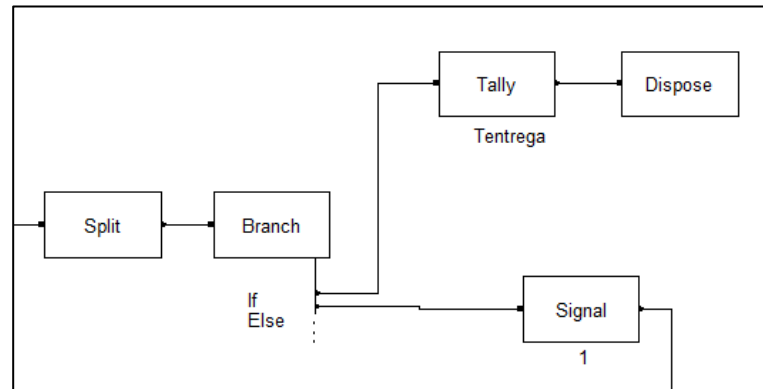 Tally
Dispose
Tentrega
Split
Branch
If
Else
Signal
1